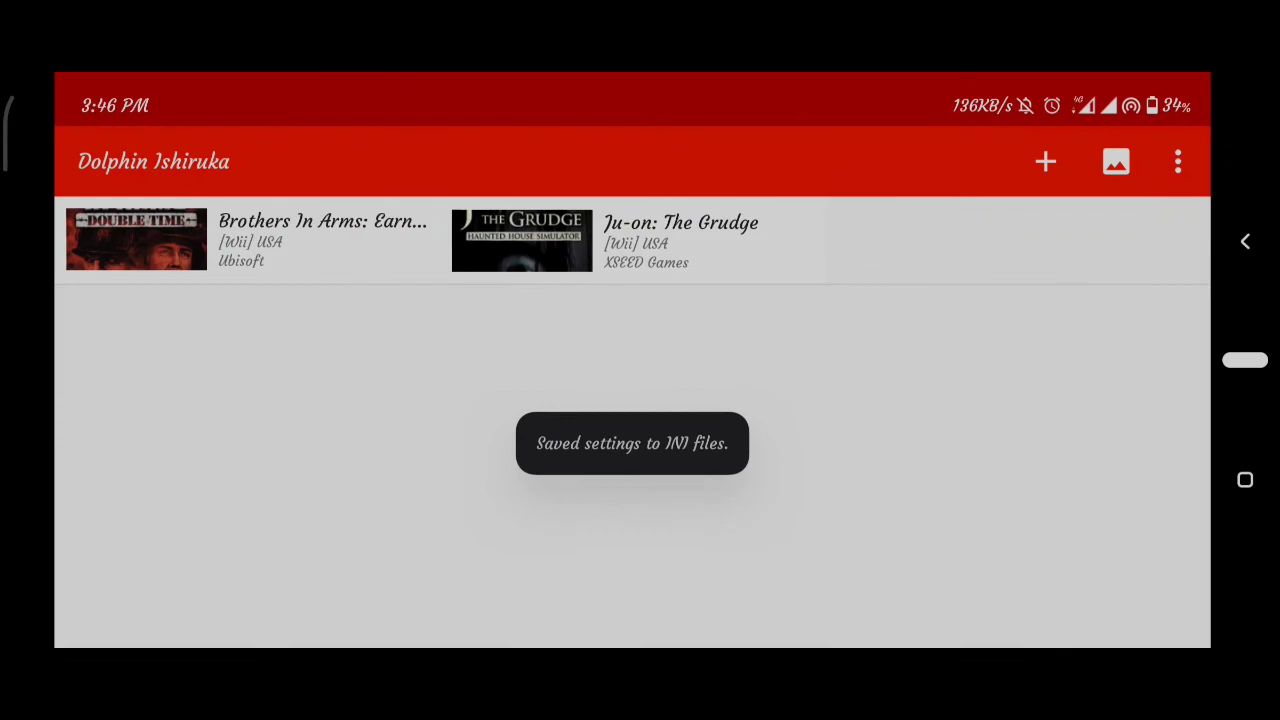 3:46 PM
136KB/s
4G
34%
Dolphin Ishiruka
DOUBLE TIME
Brothers In Arms: Earn...
[Wii] USA
Ubisoft
THE GRUDGE
HAUNTED HOUSE SIMULATOR
Ju-on: The Grudge
[Wii] USA
XSEED Games
Saved settings to INI files.